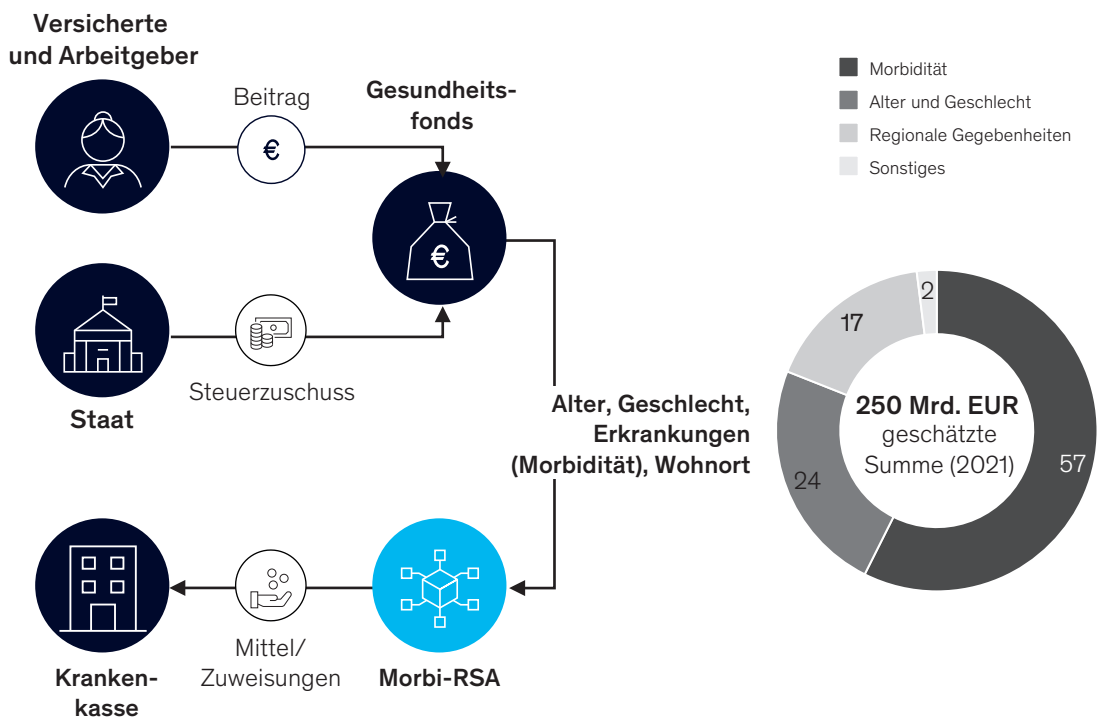 Versicherte
und Arbeitgeber
Beitrag
€
Gesundheits-
fonds
€
Staat
Steuerzuschuss
Alter, Geschlecht,
Erkrankungen
(Morbidität), Wohnort
Kranken-
kasse
Mittel/
Zuweisungen
Morbi-RSA
Morbidität
Alter und Geschlecht
Regionale Gegebenheiten
Sonstiges
2
17
24
57
250 Mrd. EUR
geschätzte
Summe (2021)